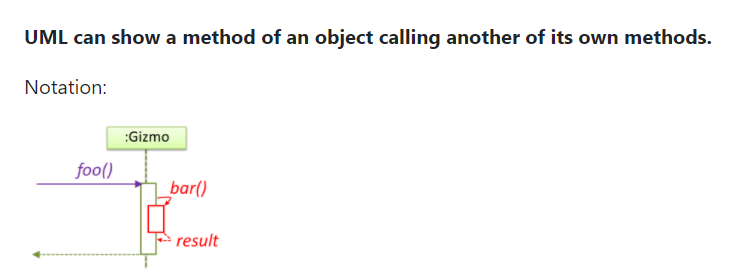 UML can show a method of an object calling another of its own methods.
Notation:
:Gizmo
foo()
bar()
result